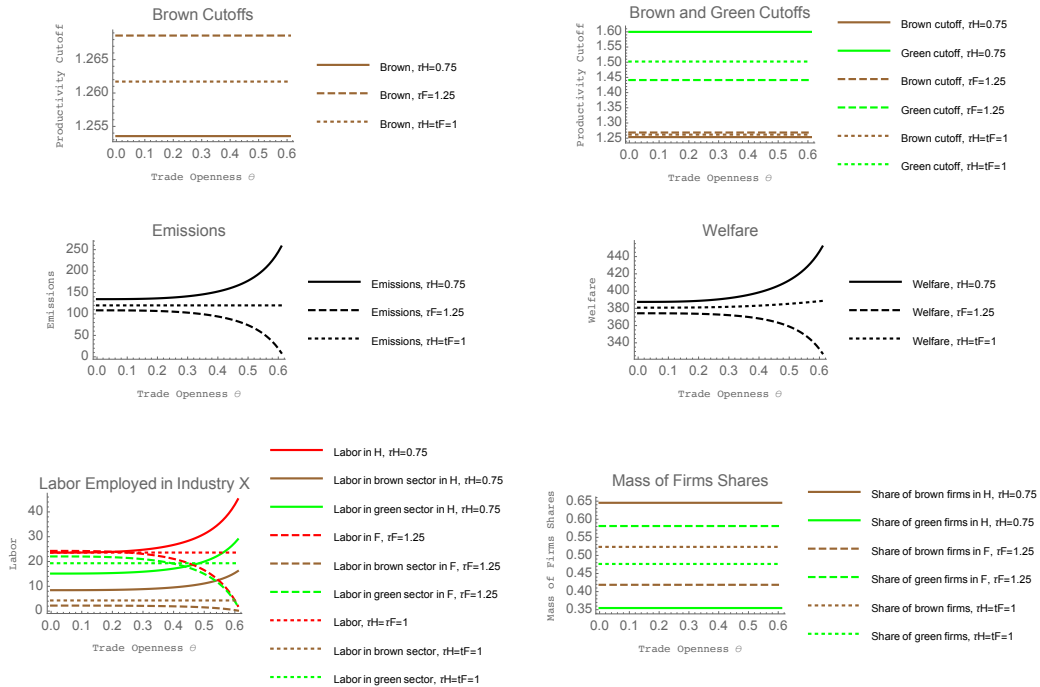 Brown Cutoffs
Productivity Cutoff
1.265
1.260
1.255
0.0 0.1 0.2 0.3 0.4 0.5 0.6
Trade Openness θ
Brown, τH=0.75
Brown, τF=1.25
Brown, τH=tF=1
Brown and Green Cutoffs
Productivity Cutoff
1.60
1.55
1.50
1.45
1.40
1.35
1.30
1.25
0.0 0.1 0.2 0.3 0.4 0.5 0.6
Trade Openness θ
Brown cutoff, τH=0.75
Green cutoff, τH=0.75
Brown cutoff, τF=1.25
Green cutoff, τF=1.25
Brown cutoff, τH=tF=1
Green cutoff, τH=tF=1
Emissions
Emissions
250
200
150
100
50
0
0.0 0.1 0.2 0.3 0.4 0.5 0.6
Trade Openness θ
Emissions, τH=0.75
Emissions, τF=1.25
Emissions, τH=tF=1
Welfare
Welfare
440
420
400
380
360
340
0.0 0.1 0.2 0.3 0.4 0.5 0.6
Trade Openness θ
Welfare, τH=0.75
Welfare, τF=1.25
Welfare, τH=tF=1
Labor Employed in Industry X
Labor
40
30
20
10
0
0.0 0.1 0.2 0.3 0.4 0.5 0.6
Trade Openness θ
Labor in H, τH=0.75
Labor in brown sector in H, τH=0.75
Labor in green sector in H, τH=0.75
Labor in F, τF=1.25
Labor in brown sector in F, τF=1.25
Labor in green sector in F, τF=1.25
Labor, τH=τF=1
Labor in brown sector, τH=tF=1
Labor in green sector, τH=tF=1
Mass of Firms Shares
Mass of Firms Shares
0.65
0.60
0.55
0.50
0.45
0.40
0.35
0.0 0.1 0.2 0.3 0.4 0.5 0.6
Trade Openness θ
Share of brown firms in H, τH=0.75
Share of green firms in H, τH=0.75
Share of brown firms in F, τF=1.25
Share of green firms in F, τF=1.25
Share of brown firms, τH=tF=1
Share of green firms, τH=tF=1